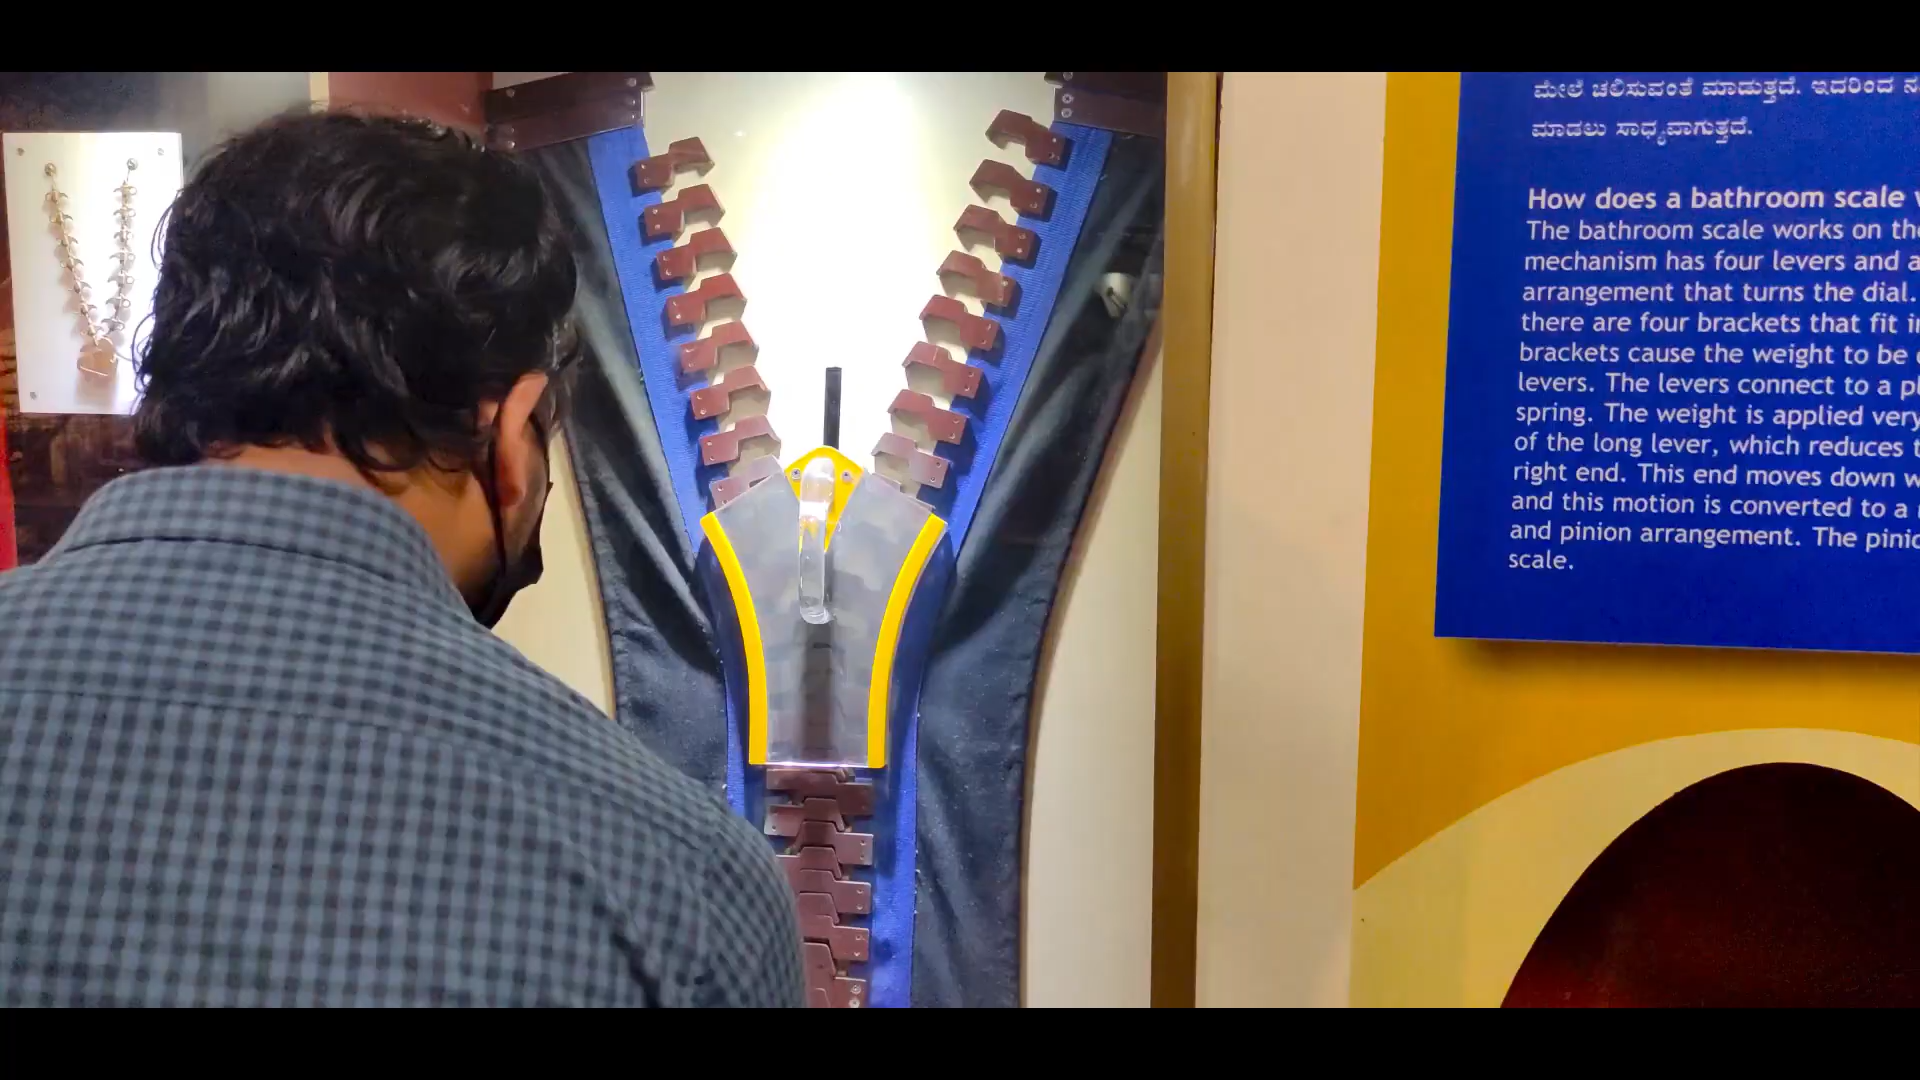 ಮೇಲೆ ಚಲಿಸುವಂತೆ ಮಾಡುತ್ತದೆ. ಇದರಿಂದ
ಮಾಡಲು ಸಾಧ್ಯವಾಗುತ್ತದೆ.
How does a bathroom scale
The bathroom scale works on the
mechanism has four levers and a
arrangement that turns the dial.
there are four brackets that fit
brackets cause the weight to be
levers. The levers connect to a
spring. The weight is applied very
of the long lever, which reduces
right end. This end moves down
and this motion is converted to a
and pinion arrangement. The
scale.